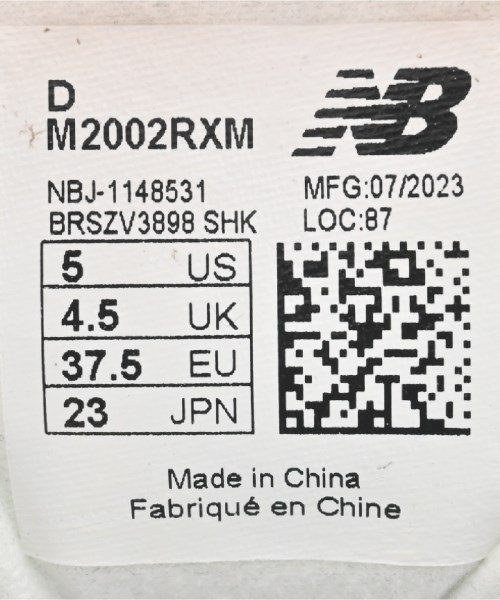 D
M2002RXM
NB
NBJ-1148531
BRSZV3898 SHK
MFG:07/2023
LOC:87
5 US
4.5 UK
37.5 EU
23 JPN
Made in China
Fabriqué en Chine